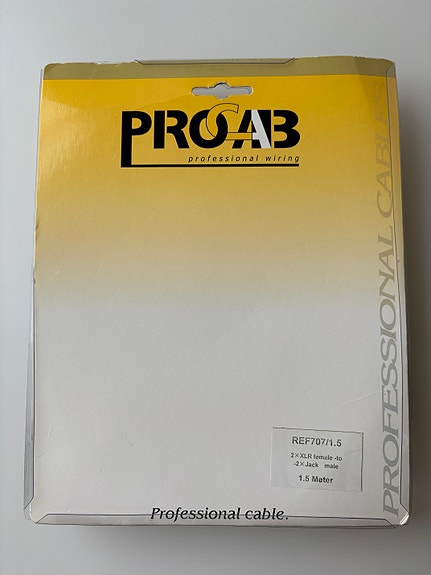 PROCAB
professional wiring
PROFESSIONAL CABLE
REF707/1.5
2×XLR female -to
-2×Jack male
1.5 Meter
Professional cable.